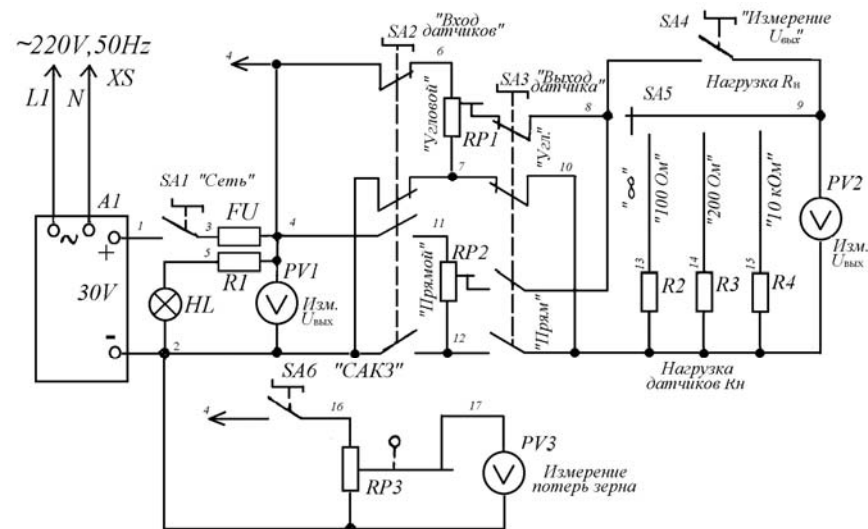 ~220V,50Hz
L1
N
XS
A1
30V
+
-
1
SA1 "Сеть"
3
FU
4
5
R1
HL
PV1
Изм.
Uвых
2
4
SA2 "Вход
датчиков"
6
"Угловой"
RP1
7
11
"Прямой"
RP2
12
"САКЗ"
SA3 "Выход
датчика"
"Угл."
8
10
"Прям"
SA4
"Измерение
Uвых"
Нагрузка Rн
SA5
9
"∞"
"100 Ом"
"200 Ом"
"10 кОм"
13
R2
14
R3
15
R4
PV2
Изм.
Uвых
Нагрузка
датчиков Rн
SA6
4
16
RP3
17
PV3
Измерение
потерь зерна